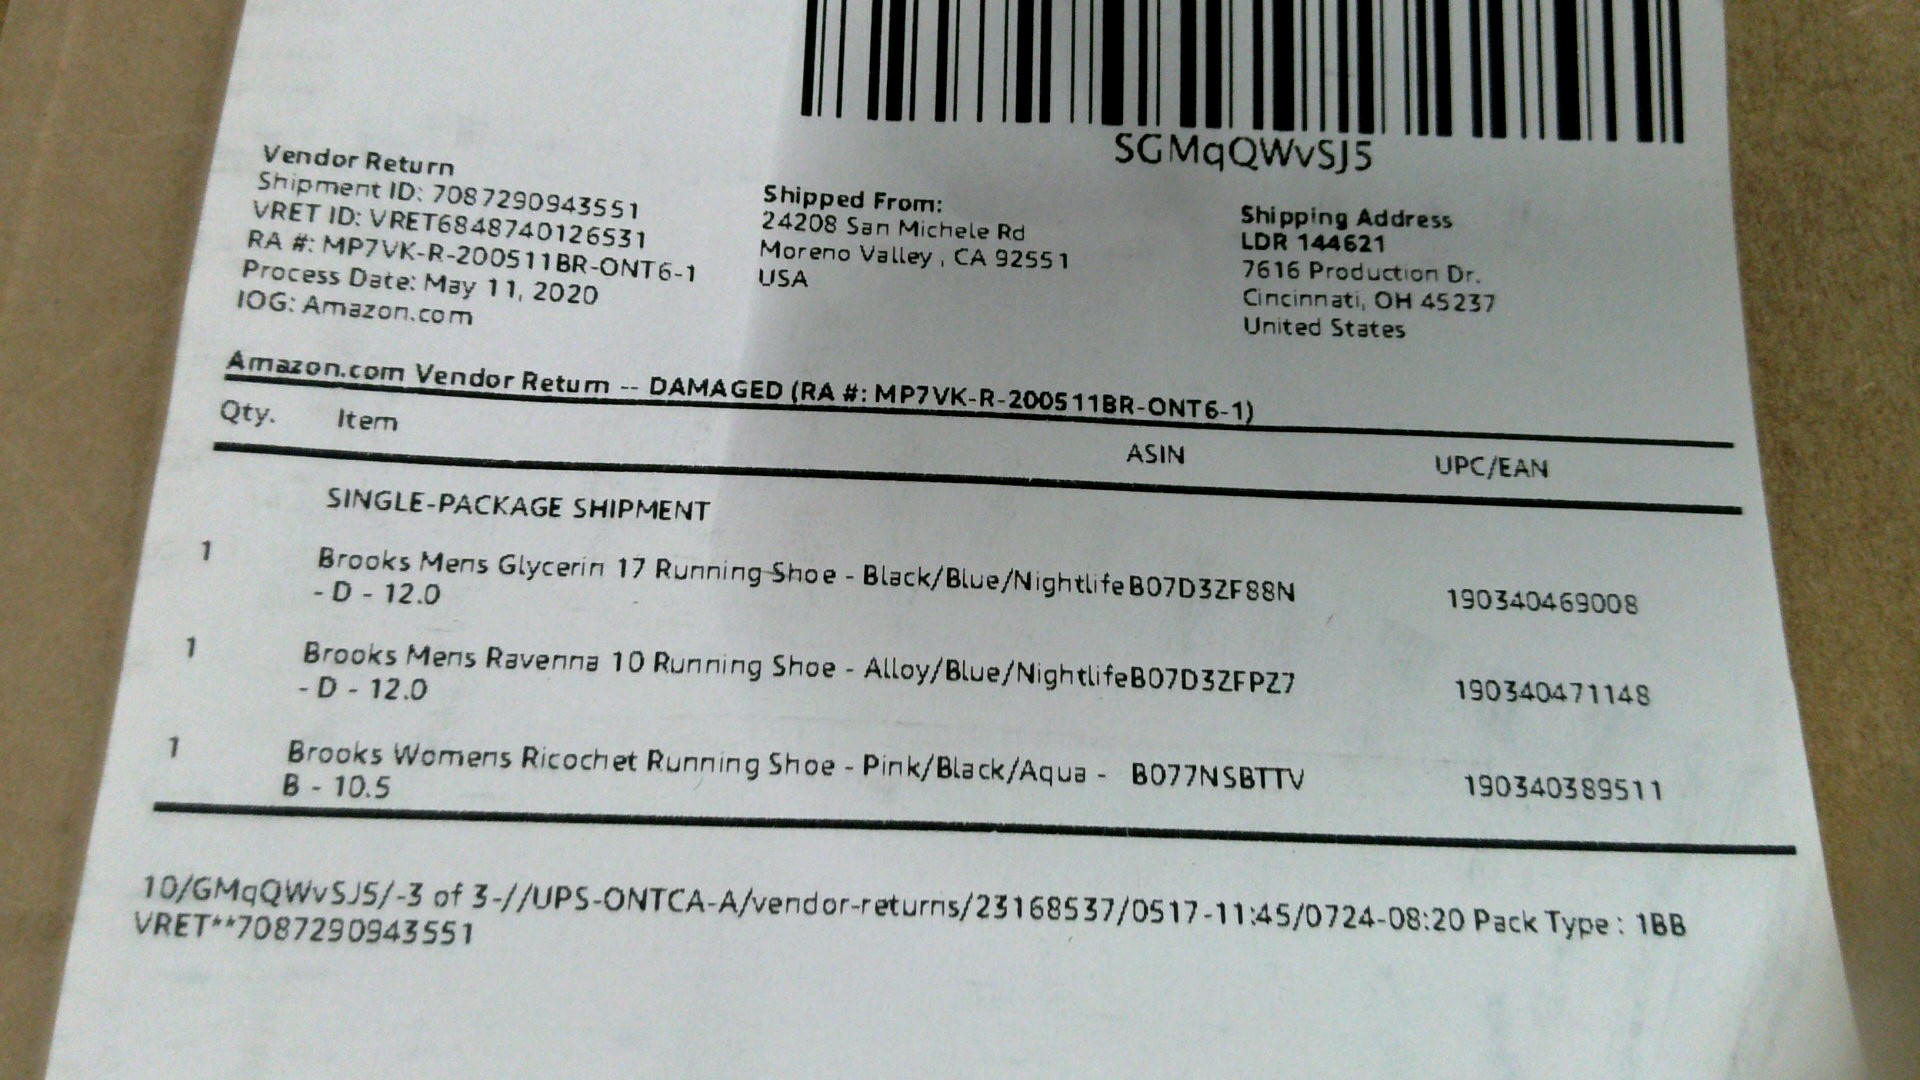 SGMqQWvSJ5
Vendor Return
Shipment ID: 7087290943551
VRET ID: VRET6848740126531
RA #: MP7VK-R-200511BR-ONT6-1
Process Date: May 11, 2020
IOG: Amazon.com
Shipped From:
24208 San Michele Rd
Moreno Valley , CA 92551
USA
Shipping Address
LDR 144621
7616 Production Dr.
Cincinnati, OH 45237
United States
Amazon.com Vendor Return -- DAMAGED (RA #: MP7VK-R-200511BR-ONT6-1)
Qty. Item ASIN UPC/EAN
SINGLE-PACKAGE SHIPMENT
1 Brooks Mens Glycerin 17 Running Shoe - Black/Blue/Nightlife B07D3ZF88N 190340469008
- D - 12.0
1 Brooks Mens Ravenna 10 Running Shoe - Alloy/Blue/Nightlife B07D3ZFPZ7 190340471148
- D - 12.0
1 Brooks Womens Ricochet Running Shoe - Pink/Black/Aqua - B077NSBTTV 190340389511
B - 10.5
10/GMqQWvSJ5/-3 of 3-//UPS-ONTCA-A/vendor-returns/23168537/0517-11:45/0724-08:20 Pack Type : 1BB
VRET**7087290943551